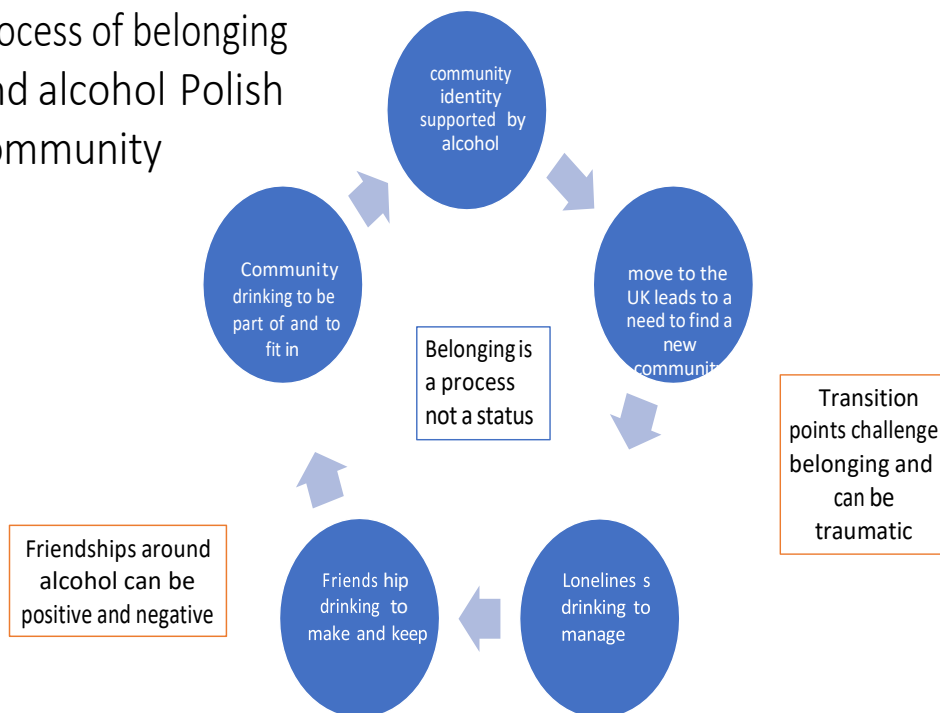 ocess of belonging
nd alcohol Polish
ommunity
community
identity
supported by
alcohol
Community
drinking to be
part of and to
fit in
move to the
UK leads to a
need to find a
new
community
Belonging is
a process
not a status
Transition
points challenge
belonging and
can be
traumatic
Friendships around
alcohol can be
positive and negative
Friends hip
drinking to
make and keep
Lonelines s
drinking to
manage